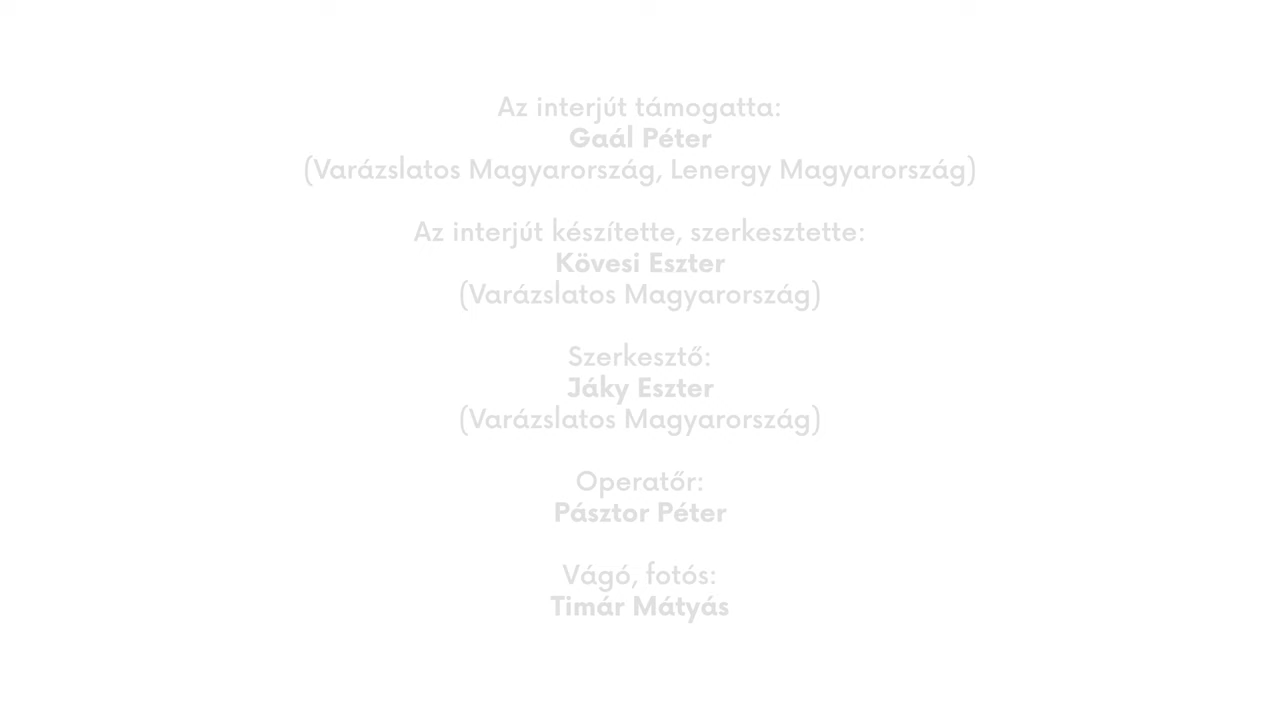 Az interjút támogatta:
Gaál Péter
(Varázslatos Magyarország, Lenergy Magyarország)
Az interjút készítette, szerkesztette:
Kövesi Eszter
(Varázslatos Magyarország)
Szerkesztő:
Jáky Eszter
(Varázslatos Magyarország)
Operatőr:
Pásztor Péter
Vágó, fotós:
Timár Mátyás